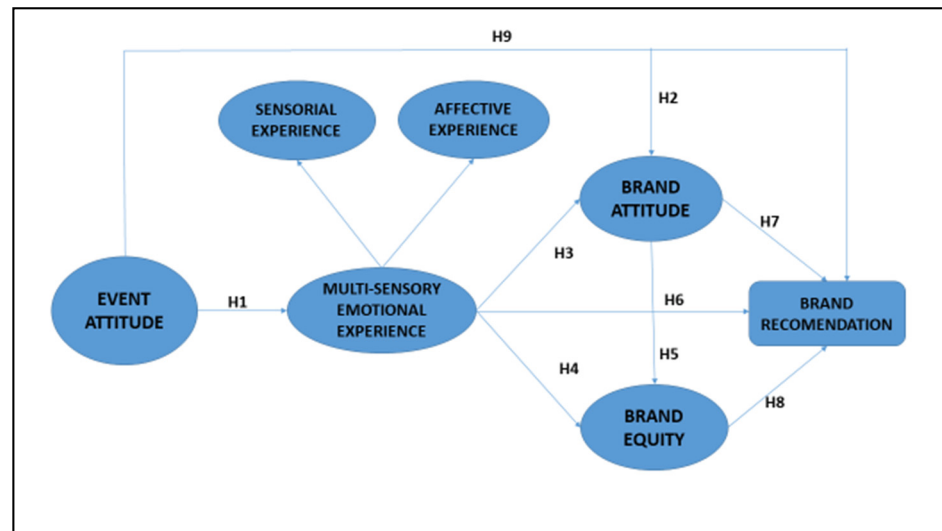 H9
SENSORIAL
EXPERIENCE
AFFECTIVE
EXPERIENCE
H2
BRAND
ATTITUDE
H7
H3
EVENT
ATTITUDE
H1
MULTI-SENSORY
EMOTIONAL
EXPERIENCE
H6
BRAND
RECOMENDATION
H5
H4
BRAND
EQUITY
H8